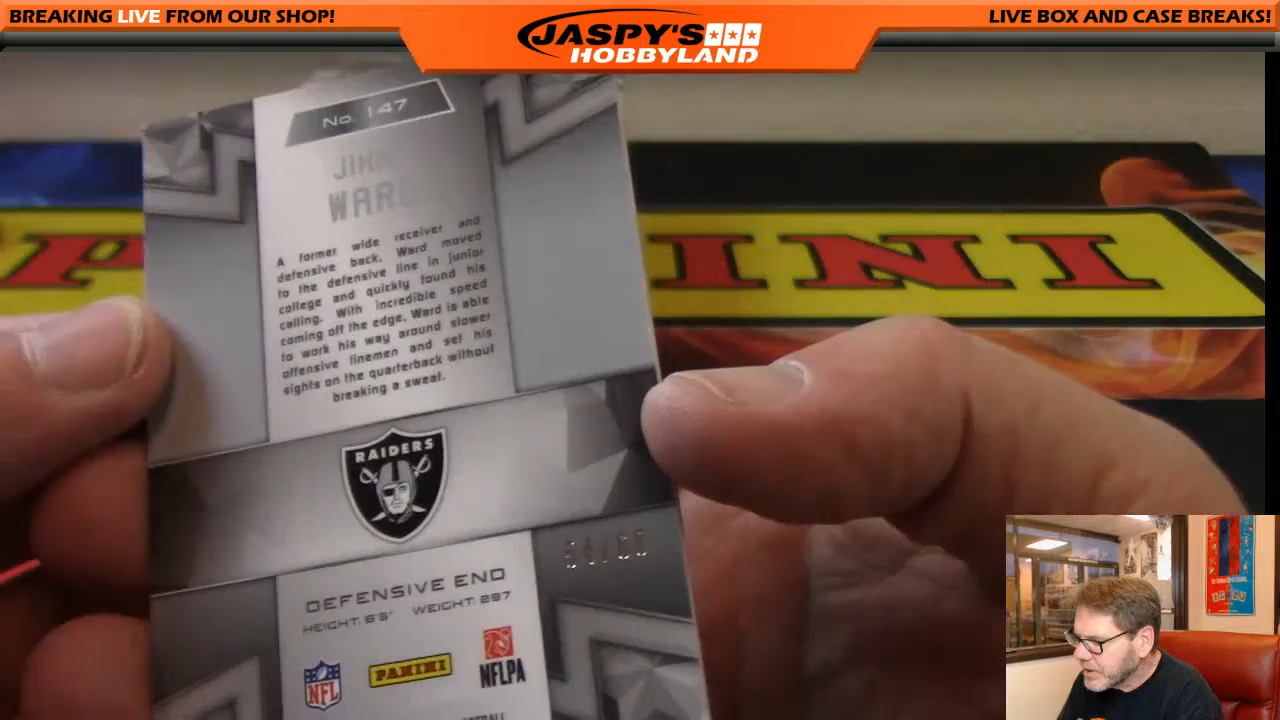 BREAKING LIVE FROM OUR SHOP!
JASPY'S
HOBBYLAND
LIVE BOX AND CASE BREAKS!
No. 147
WARD
A former wide receiver and
defensive back, Ward moved
to the defensive line in junior
college and quickly found his
calling. With incredible speed
coming off the edge, Ward is able
to work his way around slower
offensive linemen and set his
sights on the quarterback without
breaking a sweat.
RAIDERS
DEFENSIVE END
HEIGHT: 6'5" WEIGHT: 297
NFL
PANINI
NFLPA
INI